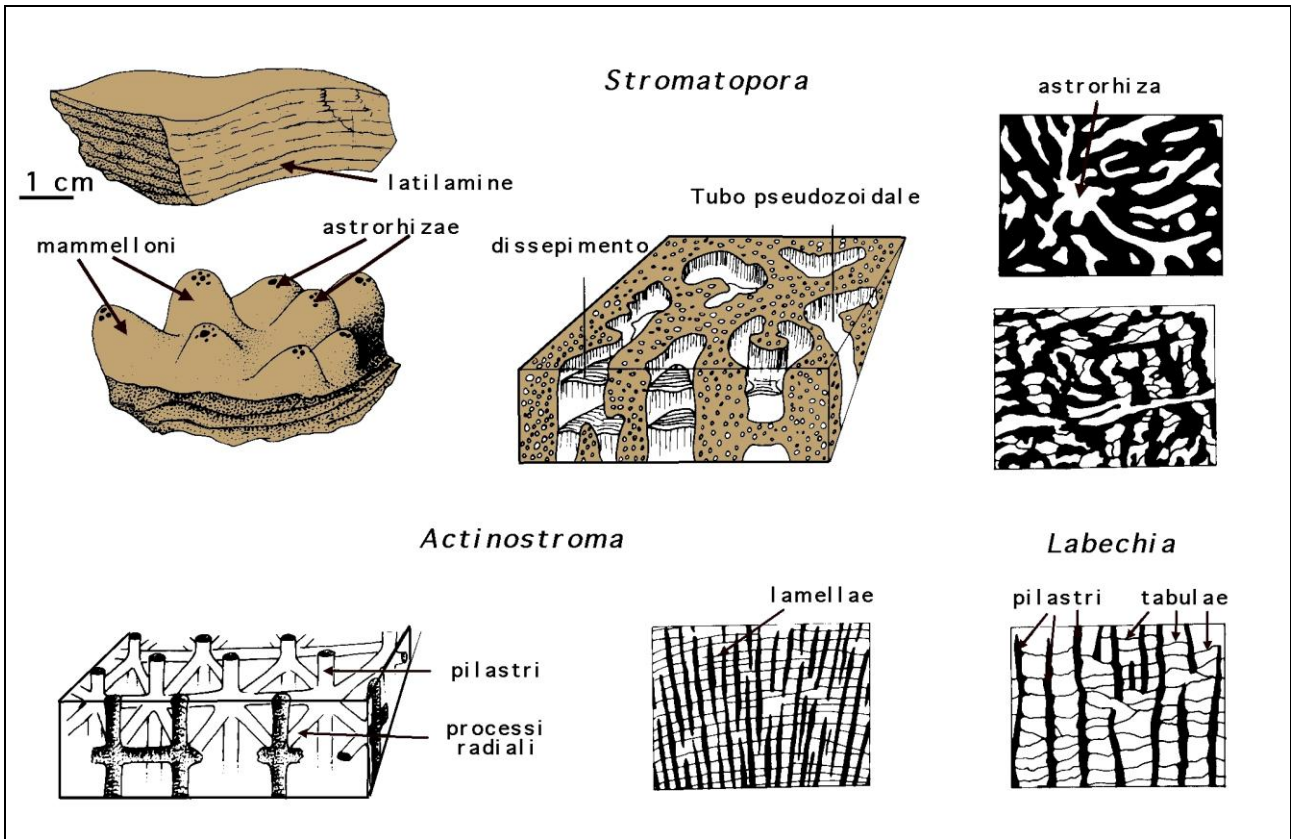 Stromatopora
astrorhiza
1 cm
latilamine
Tubo pseudozoidale
astrorhizae
mammelloni
dissepimento
Actinostroma
Labechia
lamellae
pilastri
tabulae
pilastri
processi
radiali